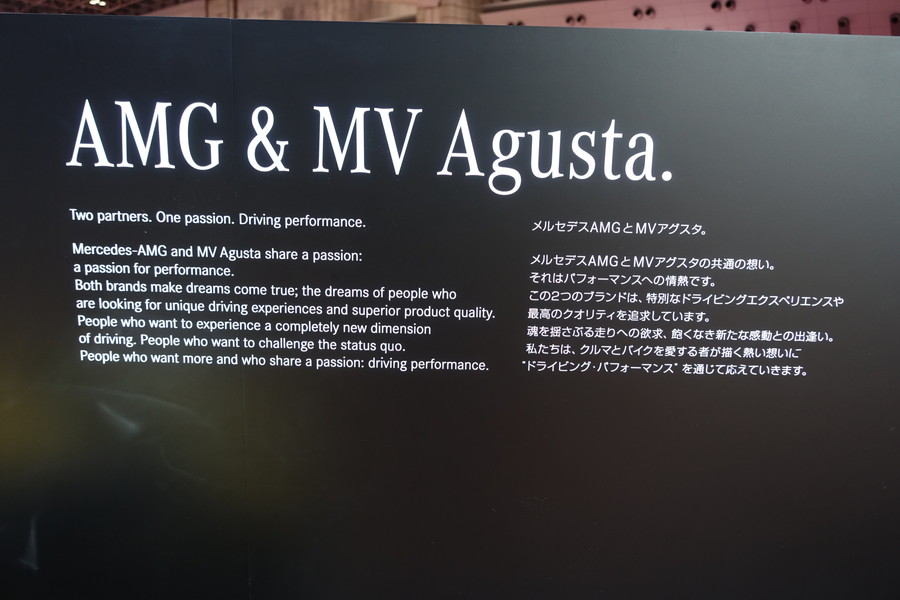 AMG & MV Agusta.
Two partners. One passion. Driving performance.
Mercedes-AMG and MV Agusta share a passion:
a passion for performance.
Both brands make dreams come true; the dreams of people who
are looking for unique driving experiences and superior product quality.
People who want to experience a completely new dimension
of driving. People who want to challenge the status quo.
People who want more and who share a passion: driving performance.
メルセデスAMGとMVアグスタ。
メルセデスAMGとMVアグスタの共通の想い。
それはパフォーマンスへの情熱です。
この2つのブランドは、特別なドライビングエクスペリエンスや
最高のクオリティを追求しています。
魂を揺さぶる走りへの欲求、飽くなき新たな感動との出逢い。
私たちは、クルマとバイクを愛する者が描く熱い想いに
"ドライビング・パフォーマンス" を通じて応えていきます。